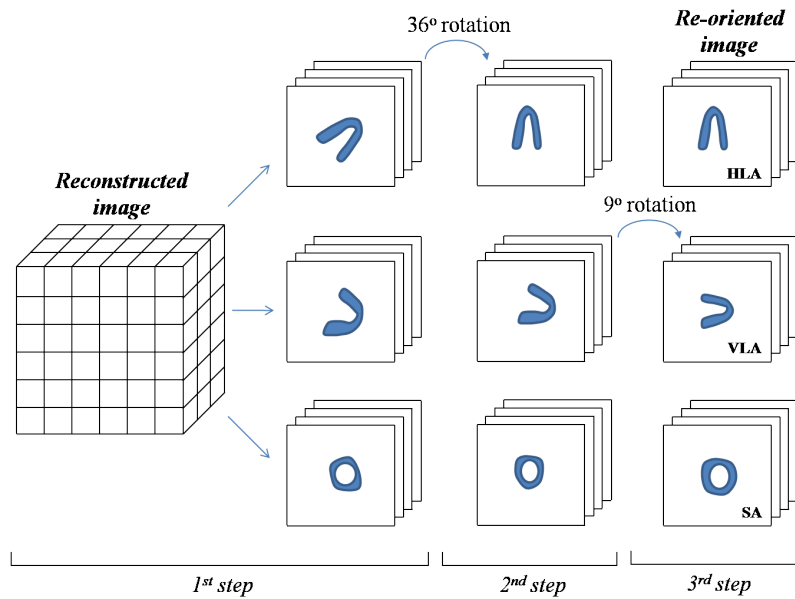 36º rotation
Re-oriented
image
HLA
Reconstructed
image
9º rotation
VLA
SA
1st step
2nd step
3rd step